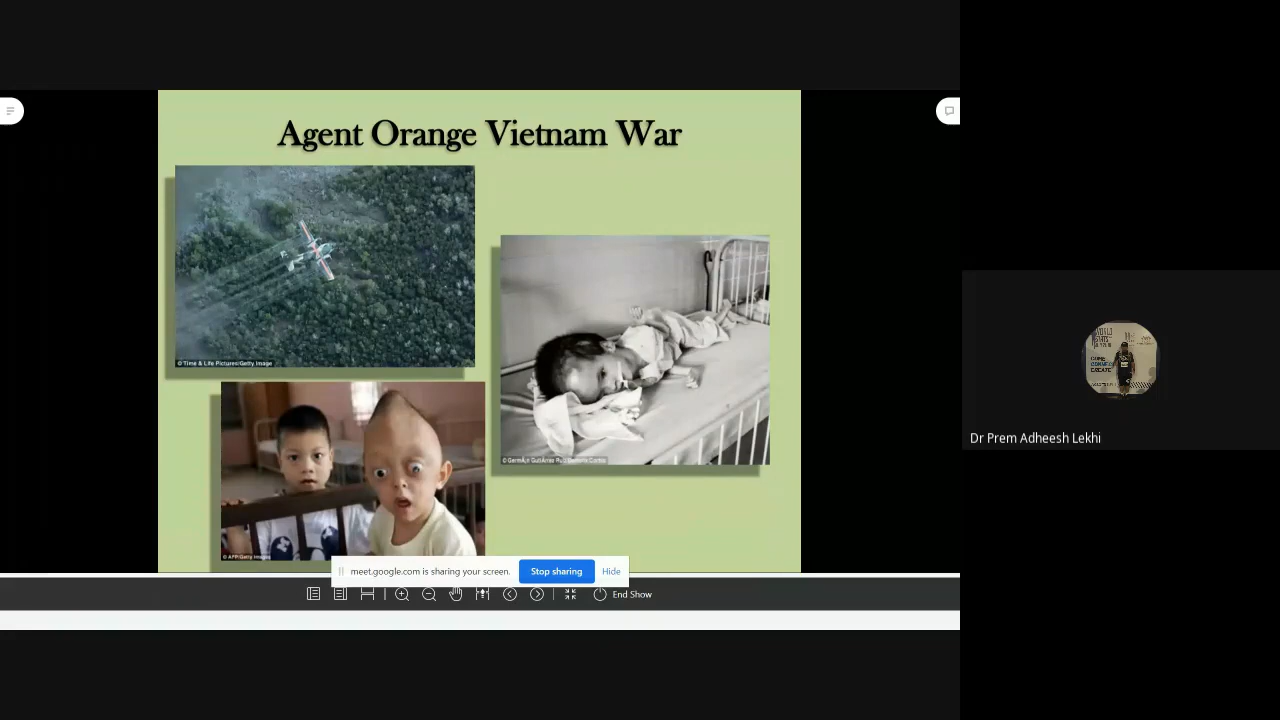 Agent Orange Vietnam War
© Time & Life Pictures/Getty Image
© AFP/Getty Images
meet.google.com is sharing your screen.
Stop sharing
Hide
End Show
Dr Prem Adheesh Lekhi